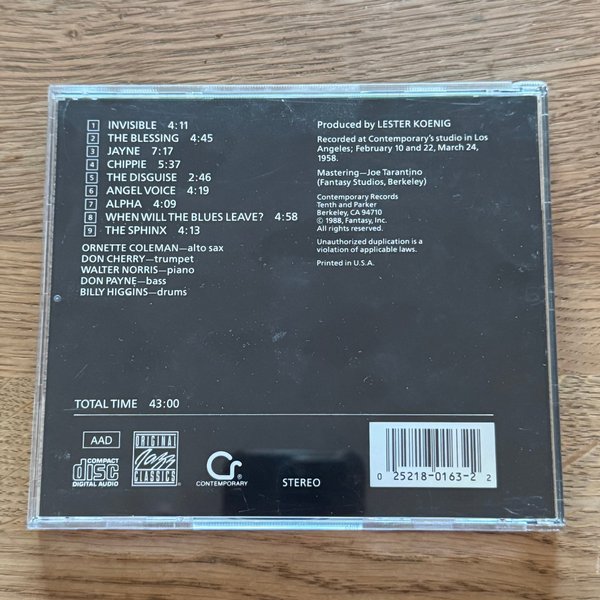 1 INVISIBLE 4:11
2 THE BLESSING 4:45
3 JAYNE 7:17
4 CHIPPIE 5:37
5 THE DISGUISE 2:46
6 ANGEL VOICE 4:19
7 ALPHA 4:09
8 WHEN WILL THE BLUES LEAVE? 4:58
9 THE SPHINX 4:13
ORNETTE COLEMAN—alto sax
DON CHERRY—trumpet
WALTER NORRIS—piano
DON PAYNE—bass
BILLY HIGGINS—drums
Produced by LESTER KOENIG
Recorded at Contemporary's studio in Los
Angeles; February 10 and 22, March 24,
1958.
Mastering—Joe Tarantino
(Fantasy Studios, Berkeley)
Contemporary Records
Tenth and Parker
Berkeley, CA 94710
© 1988, Fantasy, Inc.
All rights reserved.
Unauthorized duplication is a
violation of applicable laws.
Printed in U.S.A.
TOTAL TIME 43:00
AAD
COMPACT
disc
DIGITAL AUDIO
ORIGINAL
Jazz
CLASSICS
Cr®
CONTEMPORARY
STEREO
0 25218-0163-2 2